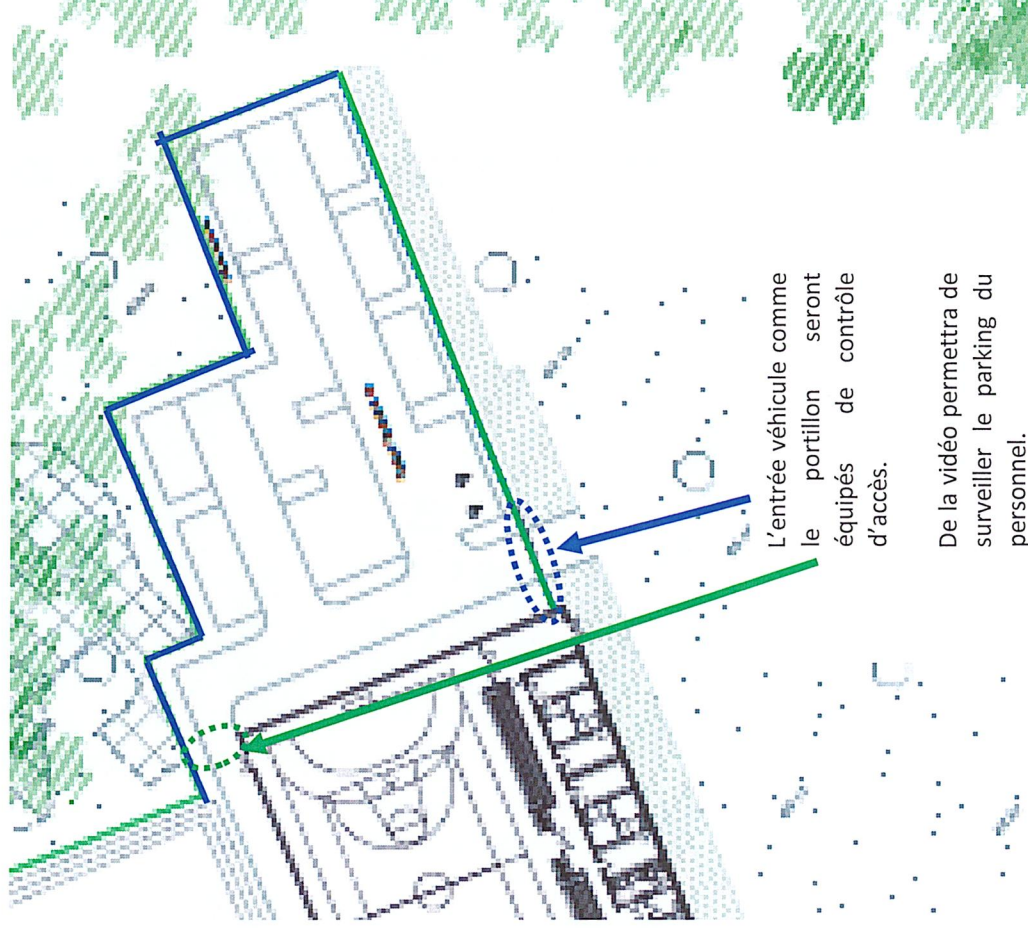 L'entrée véhicule comme
le portillon seront
équipés de contrôle
d'accès.
De la vidéo permettra de
surveiller le parking du
personnel.